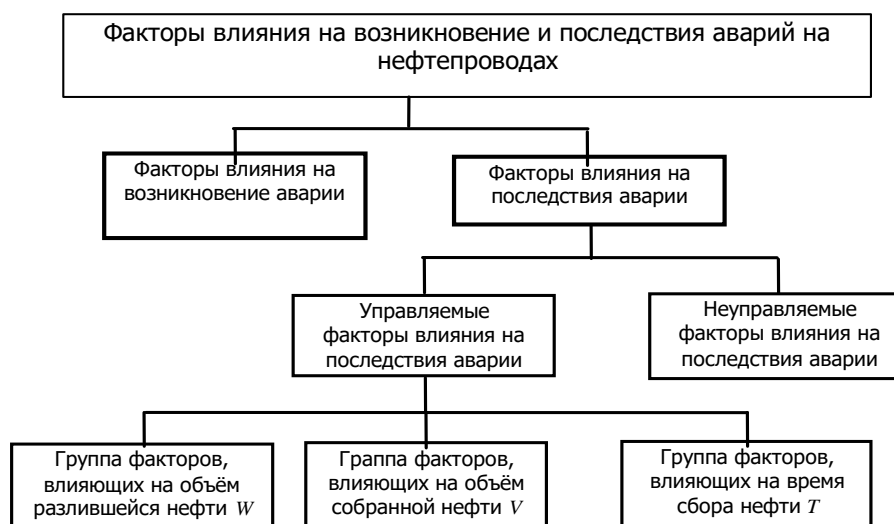 Факторы влияния на возникновение и последствия аварий на
нефтепроводах
Факторы влияния на
возникновение аварии
Факторы влияния на
последствия аварии
Управляемые
факторы влияния на
последствия аварии
Неуправляемые
факторы влияния на
последствия аварии
Группа факторов,
влияющих на объём
разлившейся нефти W
Граппа факторов,
влияющих на объём
собранной нефти V
Группа факторов,
влияющих на время
сбора нефти T